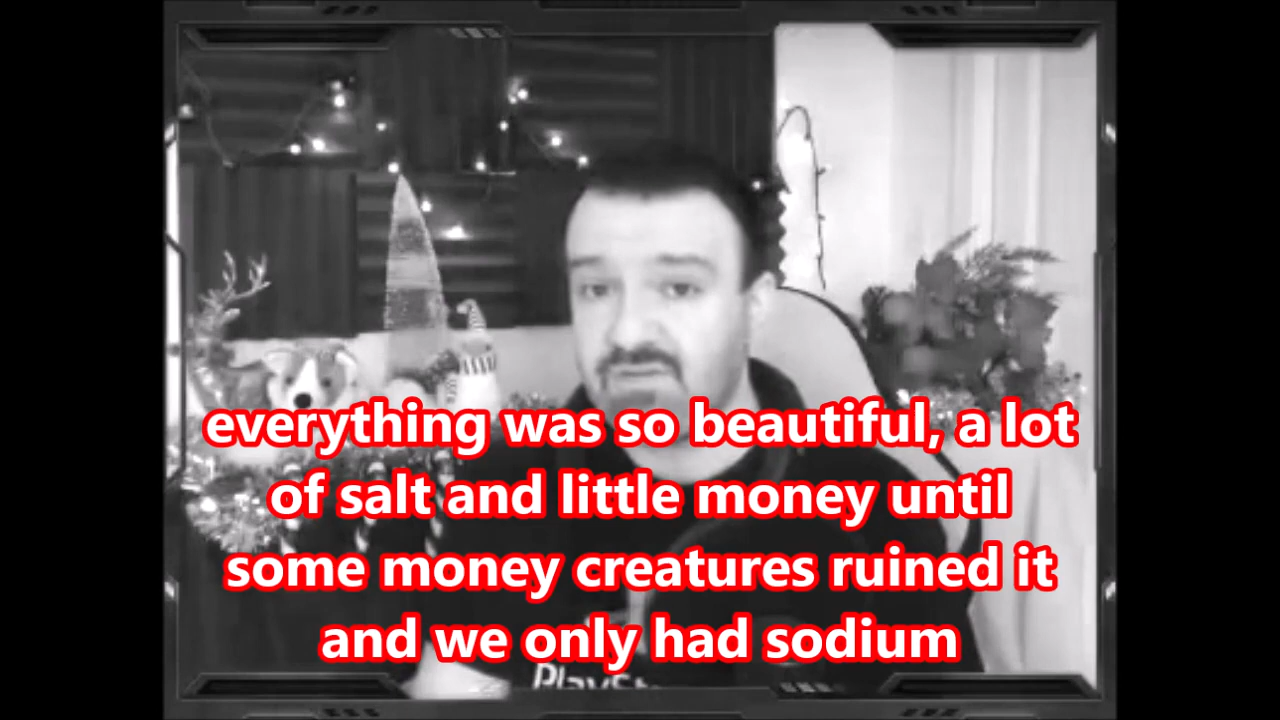 everything was so beautiful, a lot
of salt and little money until
some money creatures ruined it
and we only had sodium